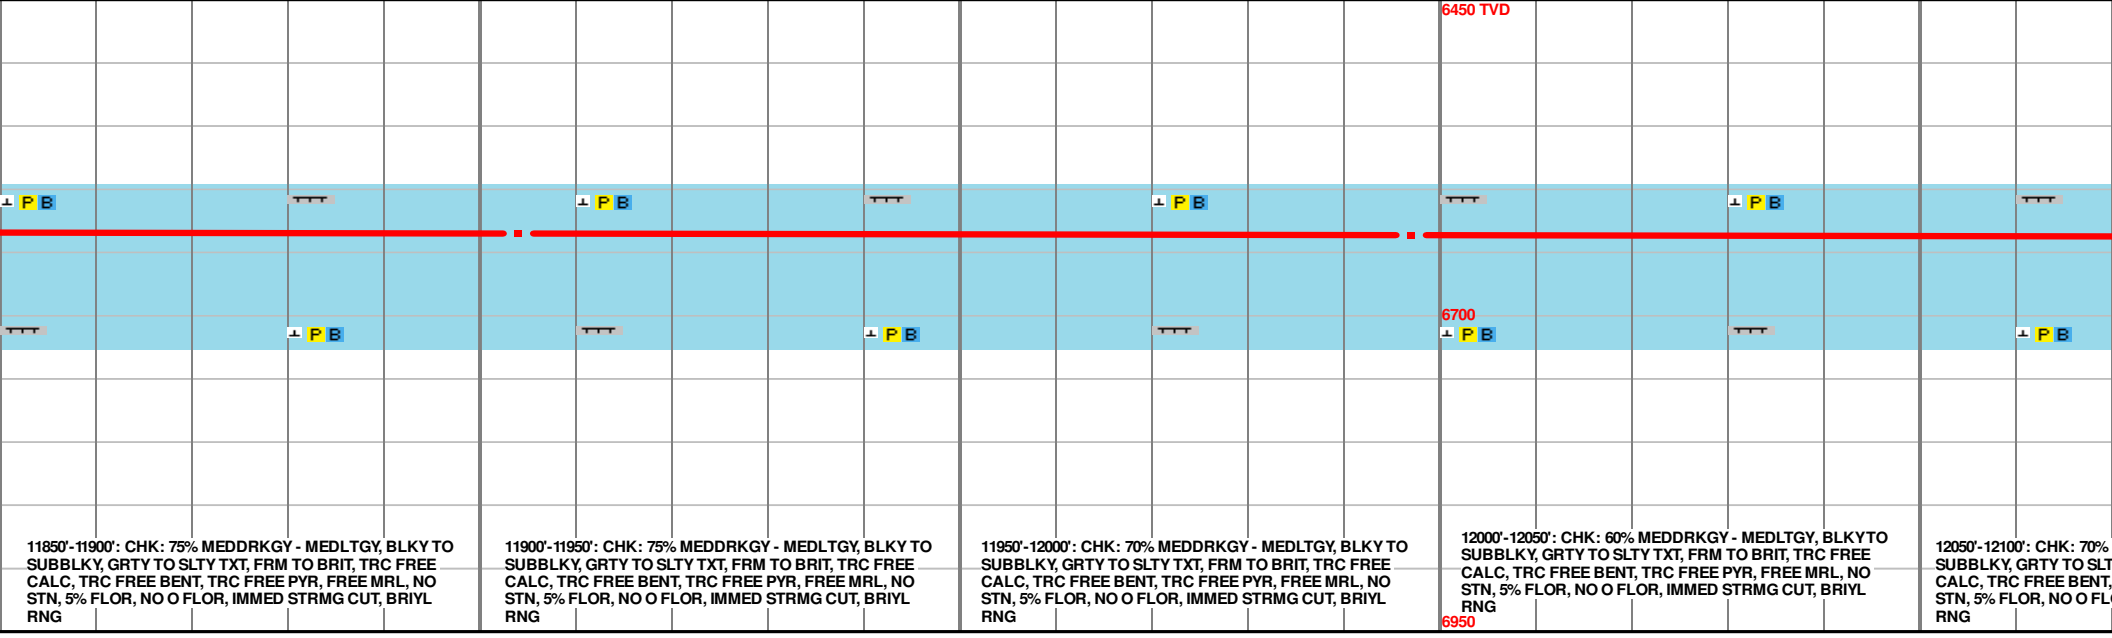 6450 TVD
P B
P B
P B
P B
6700
P B
P B
P B
P B
11850'-11900': CHK: 75% MEDDRKGY - MEDLTGY, BLKY TO
SUBBLKY, GRTY TO SLTY TXT, FRM TO BRIT, TRC FREE
CALC, TRC FREE BENT, TRC FREE PYR, FREE MRL, NO
STN, 5% FLOR, NO O FLOR, IMMED STRMG CUT, BRIYL
RNG
11900'-11950': CHK: 75% MEDDRKGY - MEDLTGY, BLKY TO
SUBBLKY, GRTY TO SLTY TXT, FRM TO BRIT, TRC FREE
CALC, TRC FREE BENT, TRC FREE PYR, FREE MRL, NO
STN, 5% FLOR, NO O FLOR, IMMED STRMG CUT, BRIYL
RNG
11950'-12000': CHK: 70% MEDDRKGY - MEDLTGY, BLKY TO
SUBBLKY, GRTY TO SLTY TXT, FRM TO BRIT, TRC FREE
CALC, TRC FREE BENT, TRC FREE PYR, FREE MRL, NO
STN, 5% FLOR, NO O FLOR, IMMED STRMG CUT, BRIYL
RNG
12000'-12050': CHK: 60% MEDDRKGY - MEDLTGY, BLKY TO
SUBBLKY, GRTY TO SLTY TXT, FRM TO BRIT, TRC FREE
CALC, TRC FREE BENT, TRC FREE PYR, FREE MRL, NO
STN, 5% FLOR, NO O FLOR, IMMED STRMG CUT, BRIYL
RNG
6950
12050'-12100': CHK: 70%
SUBBLKY, GRTY TO SLT
CALC, TRC FREE BENT,
STN, 5% FLOR, NO O FL
RNG